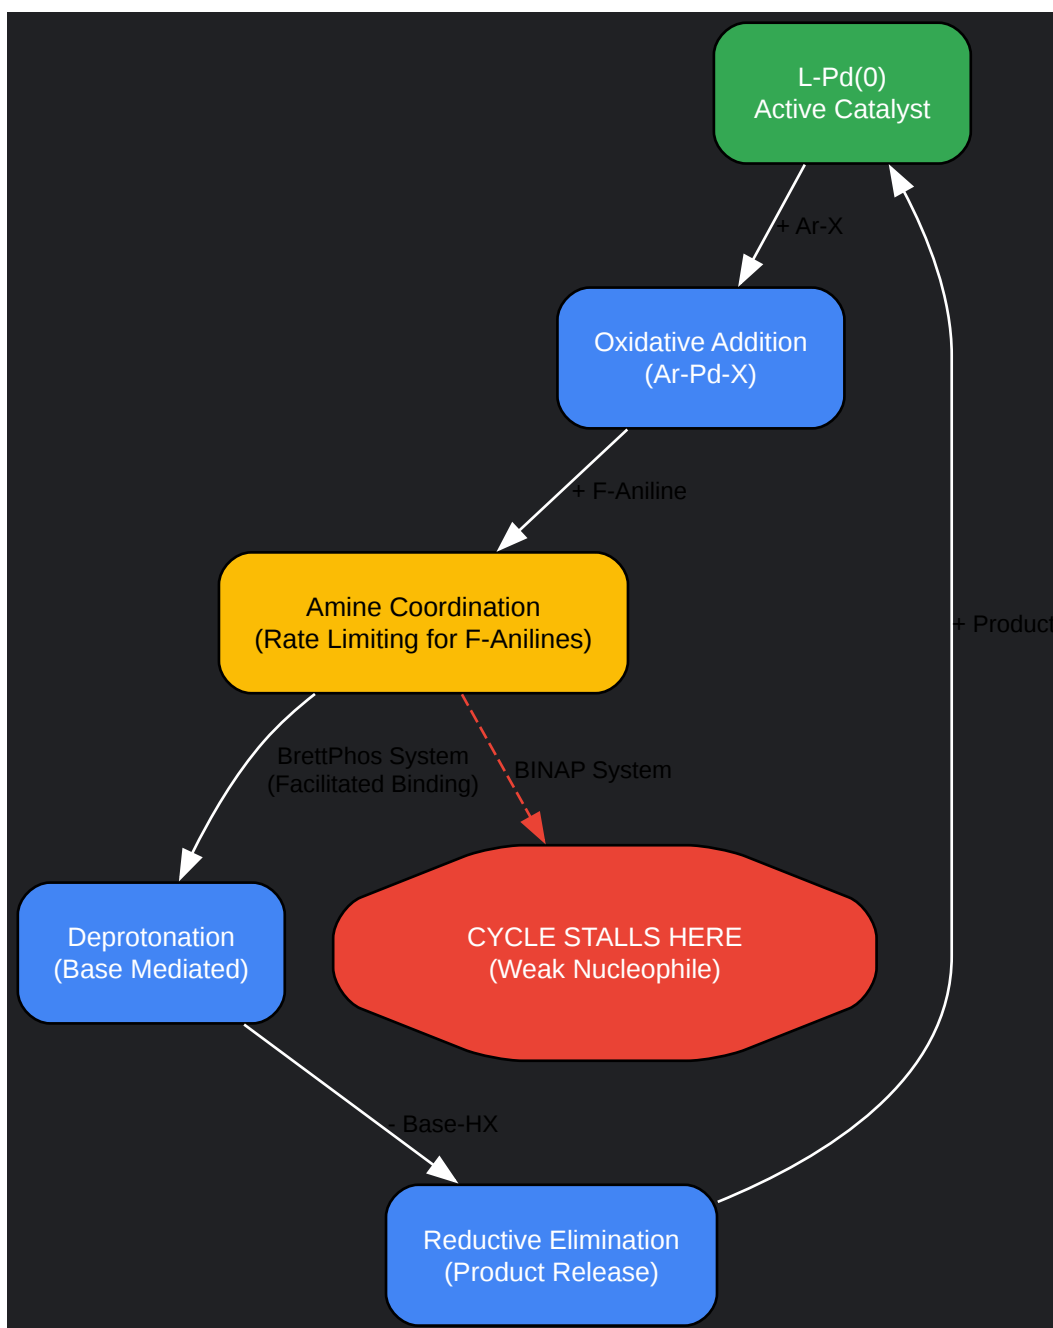 L-Pd(0)
Active Catalyst
+ Ar-X
Oxidative Addition
(Ar-Pd-X)
+ F-Aniline
Amine Coordination
(Rate Limiting for F-Anilines)
+ Product
BrettPhos System
(Facilitated Binding)
BINAP System
Deprotonation
(Base Mediated)
CYCLE STALLS HERE
(Weak Nucleophile)
- Base-HX
Reductive Elimination
(Product Release)